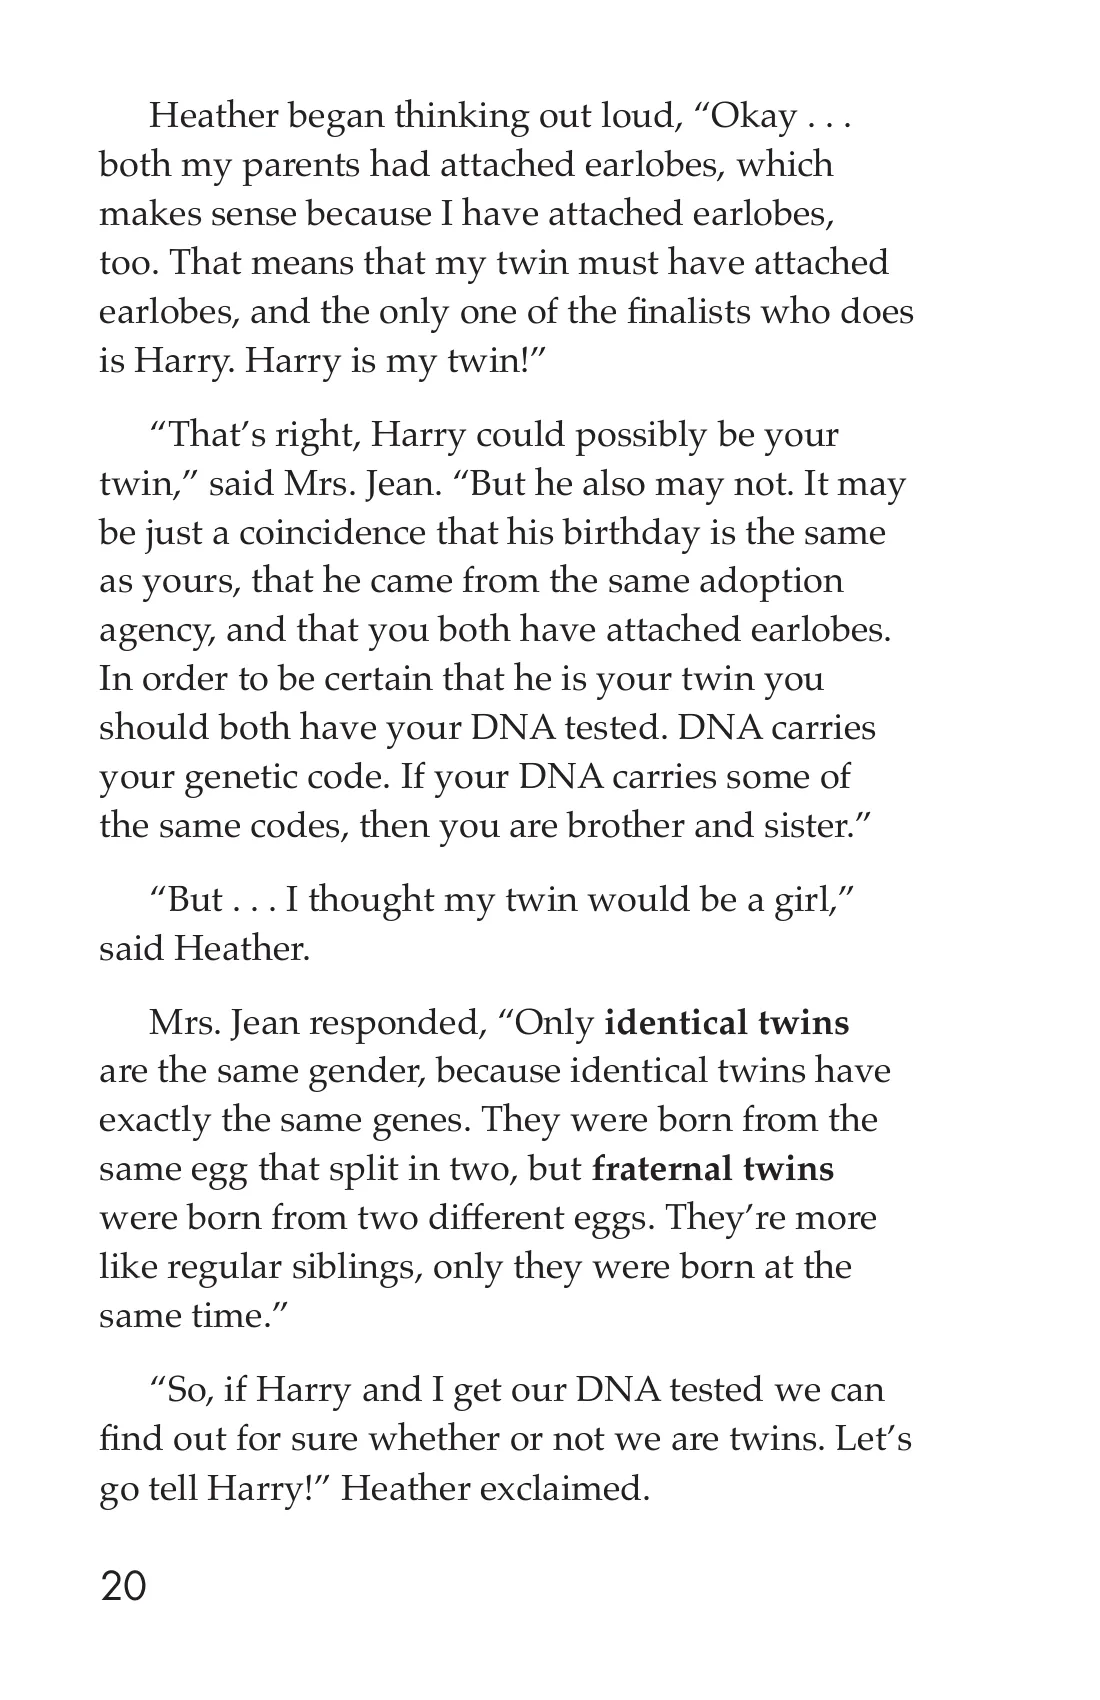 Heather began thinking out loud, “Okay . . .
both my parents had attached earlobes, which
makes sense because I have attached earlobes,
too. That means that my twin must have attached
earlobes, and the only one of the finalists who does
is Harry. Harry is my twin!”
“That’s right, Harry could possibly be your
twin,” said Mrs. Jean. “But he also may not. It may
be just a coincidence that his birthday is the same
as yours, that he came from the same adoption
agency, and that you both have attached earlobes.
In order to be certain that he is your twin you
should both have your DNA tested. DNA carries
your genetic code. If your DNA carries some of
the same codes, then you are brother and sister.”
“But . . . I thought my twin would be a girl,”
said Heather.
Mrs. Jean responded, “Only identical twins
are the same gender, because identical twins have
exactly the same genes. They were born from the
same egg that split in two, but fraternal twins
were born from two different eggs. They’re more
like regular siblings, only they were born at the
same time.”
“So, if Harry and I get our DNA tested we can
find out for sure whether or not we are twins. Let’s
go tell Harry!” Heather exclaimed.
20